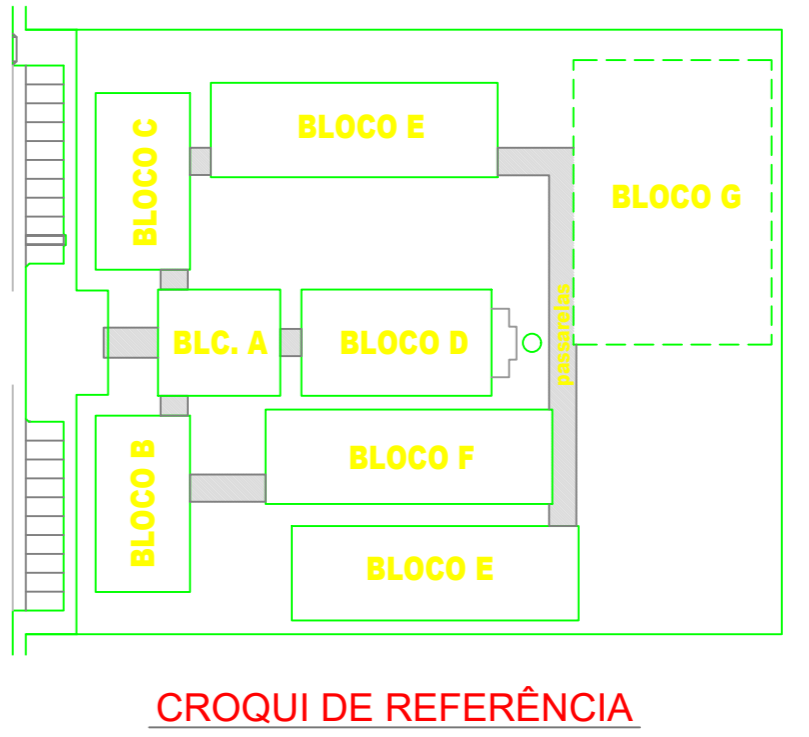 BLOCO C
BLOCO E
BLOCO G
BLC. A
BLOCO D
passarelas
BLOCO B
BLOCO F
BLOCO E
CROQUI DE REFERÊNCIA